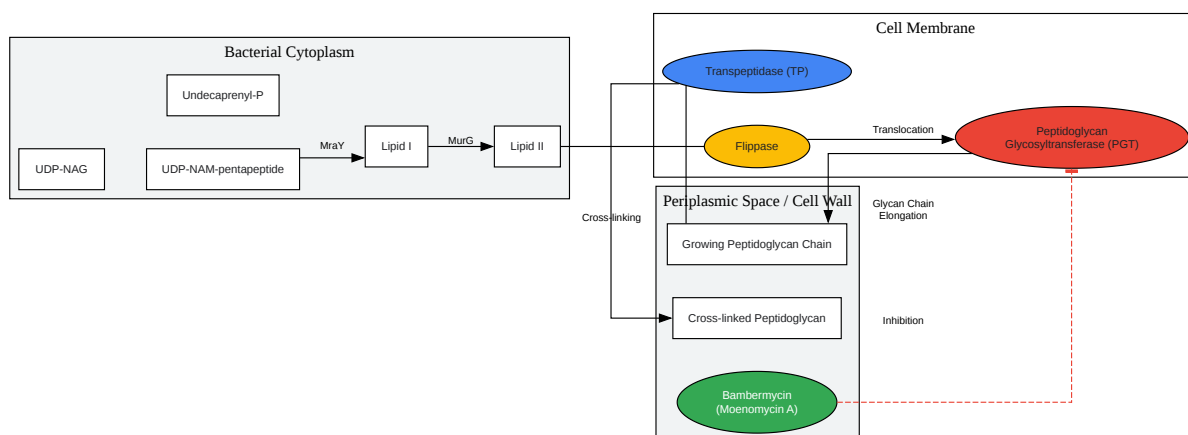 Bacterial Cytoplasm
Undecaprenyl-P
UDP-NAG
UDP-NAM-pentapeptide
MraY
Lipid I
MurG
Lipid II
Cell Membrane
Transpeptidase (TP)
Flippase
Translocation
Peptidoglycan
Glycosyltransferase (PGT)
Cross-linking
Periplasmic Space / Cell Wall
Glycan Chain
Elongation
Growing Peptidoglycan Chain
Cross-linked Peptidoglycan
Inhibition
Bambermycin
(Moenomycin A)